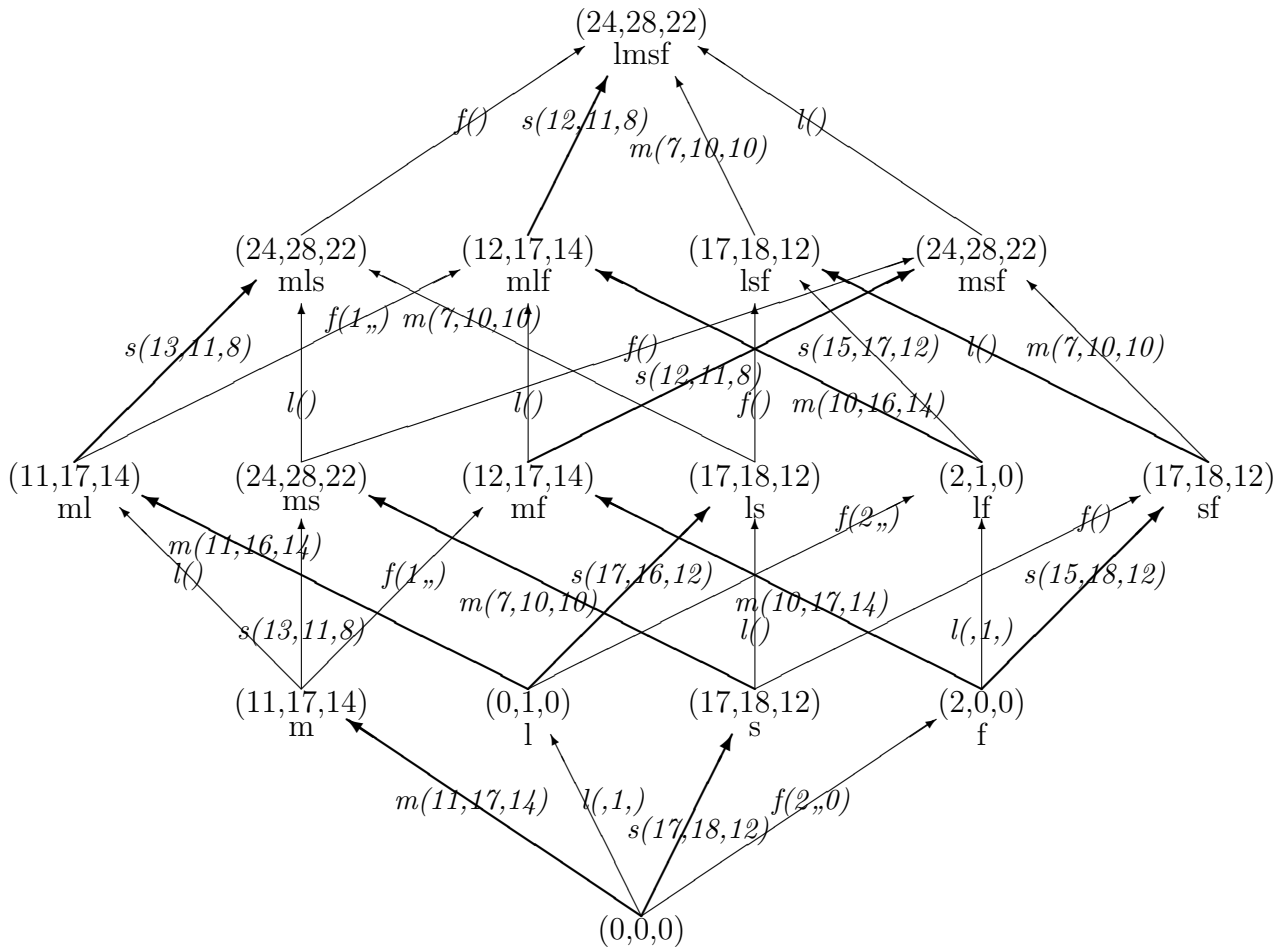 (24,28,22)
lmsf
f()
s(12,11,8)
m(7,10,10)
l()
(24,28,22)
mls
(12,17,14)
mlf
(17,18,12)
lsf
(24,28,22)
msf
s(13,11,8)
f(1,,)
m(7,10,10)
l()
l()
f()
s(12,11,8)
f()
s(15,17,12)
m(10,16,14)
l()
m(7,10,10)
(11,17,14)
ml
(24,28,22)
ms
(12,17,14)
mf
(17,18,12)
ls
(2,1,0)
lf
(17,18,12)
sf
m(11,16,14)
l()
s(13,11,8)
f(1,,)
m(7,10,10)
s(17,16,12)
f(2,,)
l()
m(10,17,14)
l(,1,)
f()
s(15,18,12)
(11,17,14)
m
(0,1,0)
l
(17,18,12)
s
(2,0,0)
f
m(11,17,14)
l(,1,)
s(17,18,12)
f(2,,0)
(0,0,0)